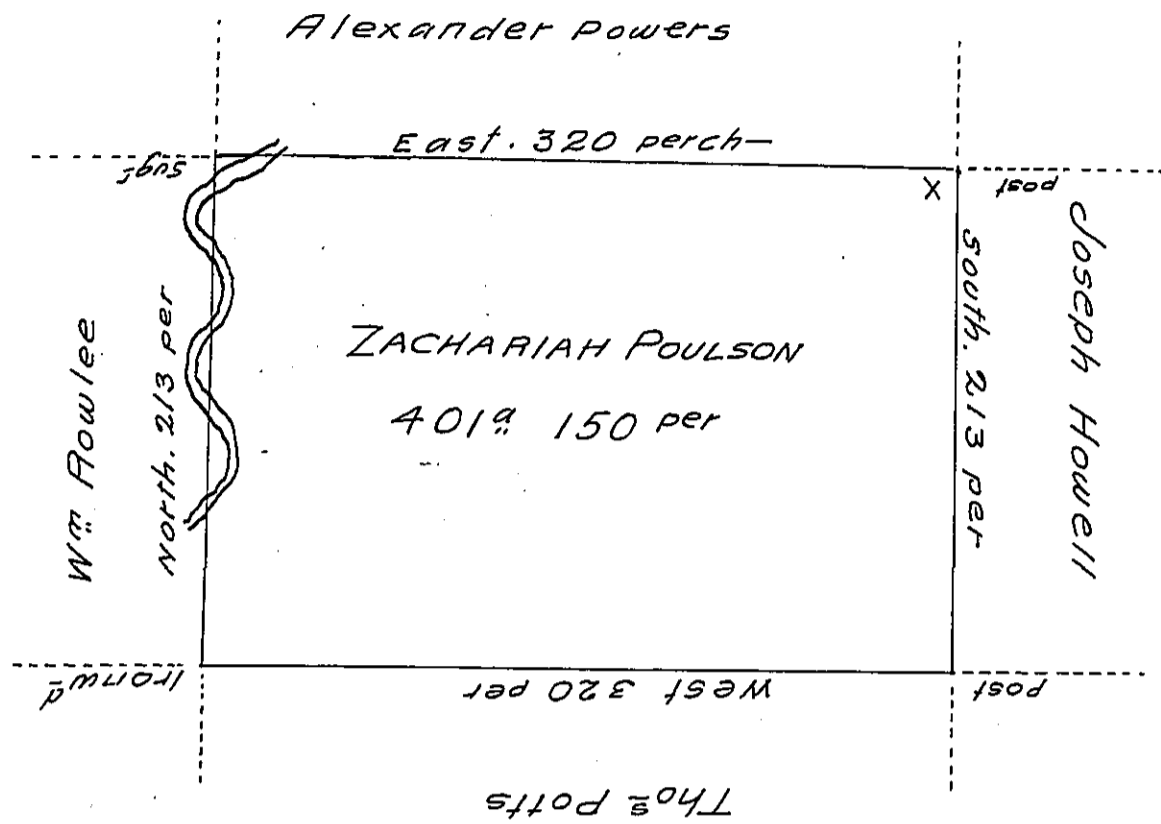 Alexander Powers
East. 320 perch—
Sugr
X
post
Wm Rowlee
North. 213 per
ZACHARIAH POULSON
401a 150 per
South. 213 per
Joseph Howell
Ironwd
West 320 per
post
Thos Potts